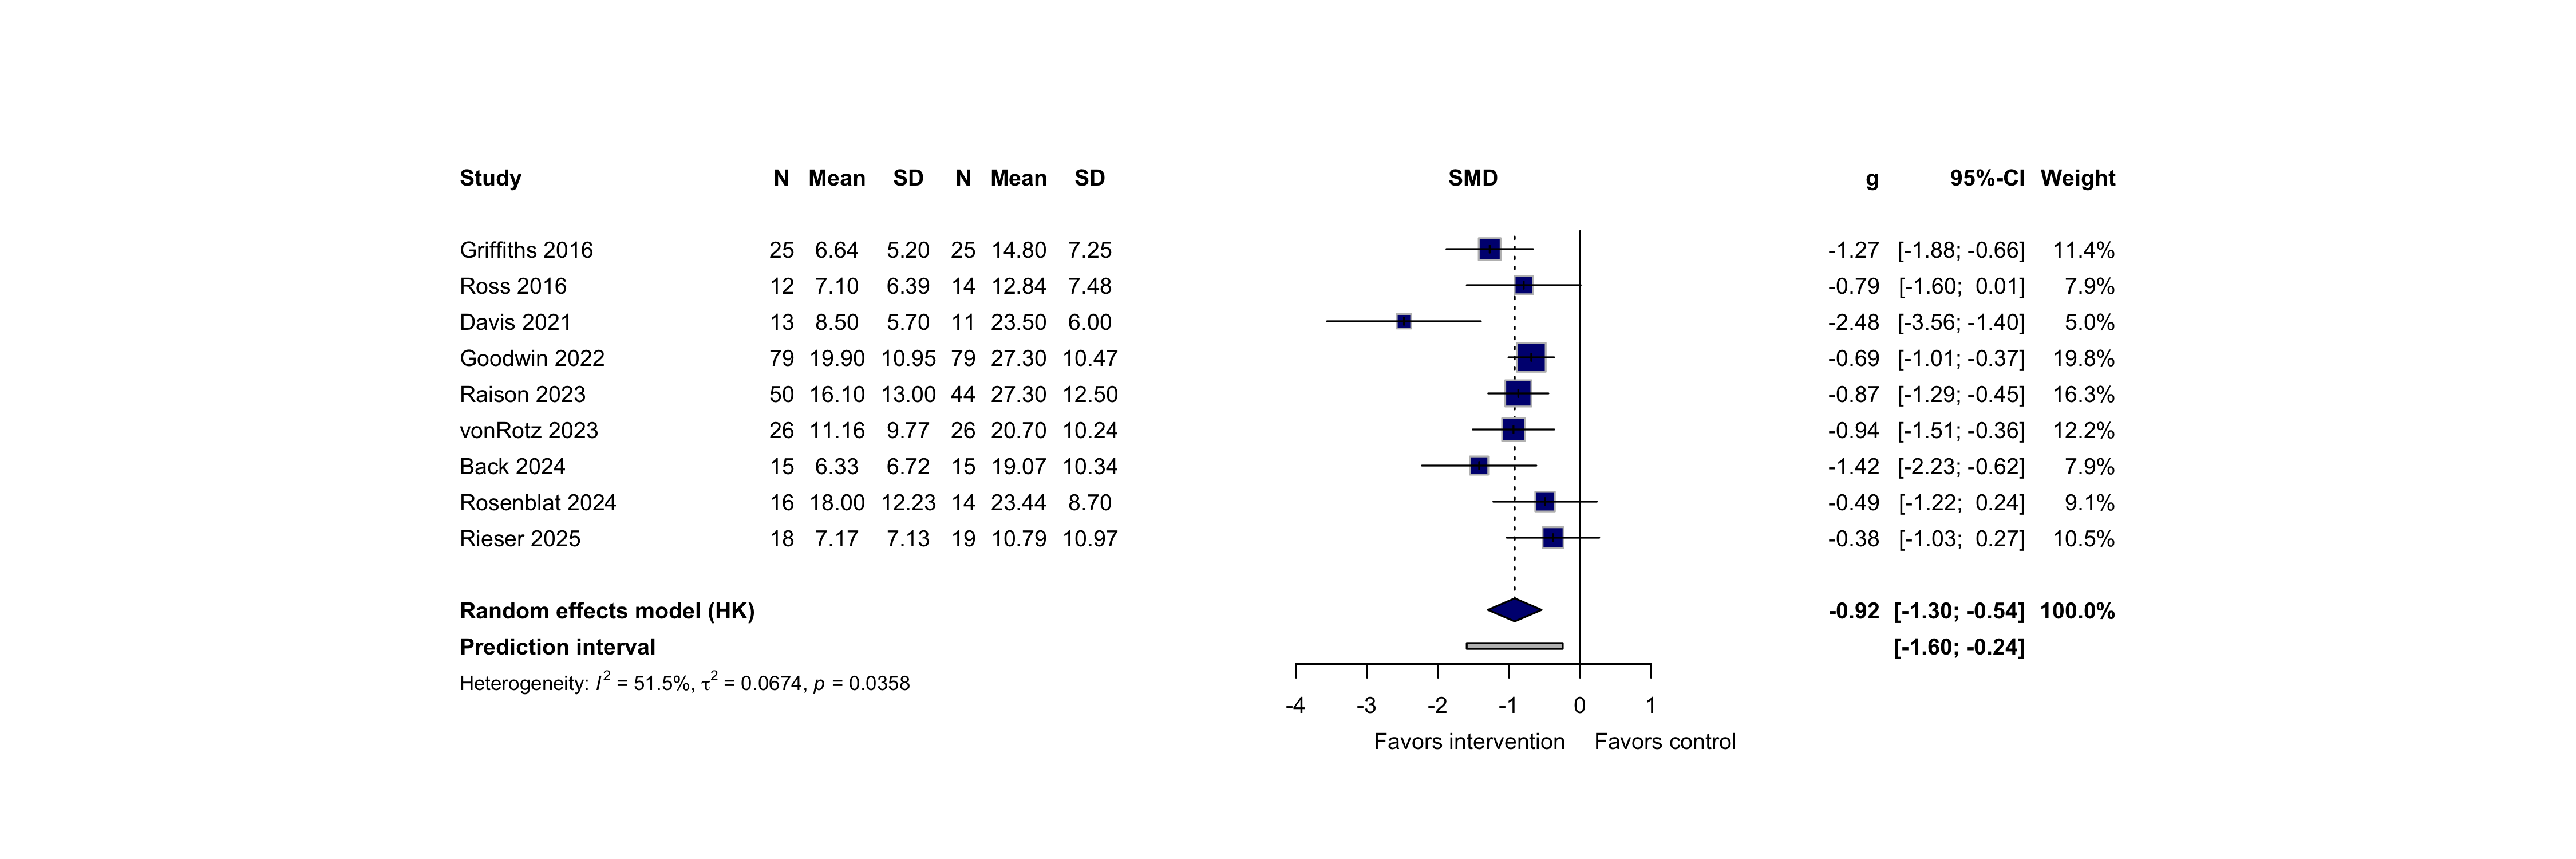 Study N Mean SD N Mean SD SMD g 95%-CI Weight
Griffiths 2016 25 6.64 5.20 25 14.80 7.25 -1.27 [-1.88; -0.66] 11.4%
Ross 2016 12 7.10 6.39 14 12.84 7.48 -0.79 [-1.60; 0.01] 7.9%
Davis 2021 13 8.50 5.70 11 23.50 6.00 -2.48 [-3.56; -1.40] 5.0%
Goodwin 2022 79 19.90 10.95 79 27.30 10.47 -0.69 [-1.01; -0.37] 19.8%
Raison 2023 50 16.10 13.00 44 27.30 12.50 -0.87 [-1.29; -0.45] 16.3%
vonRotz 2023 26 11.16 9.77 26 20.70 10.24 -0.94 [-1.51; -0.36] 12.2%
Back 2024 15 6.33 6.72 15 19.07 10.34 -1.42 [-2.23; -0.62] 7.9%
Rosenblat 2024 16 18.00 12.23 14 23.44 8.70 -0.49 [-1.22; 0.24] 9.1%
Rieser 2025 18 7.17 7.13 19 10.79 10.97 -0.38 [-1.03; 0.27] 10.5%
Random effects model (HK) -0.92 [-1.30; -0.54] 100.0%
Prediction interval [-1.60; -0.24]
Heterogeneity: I² = 51.5%, τ² = 0.0674, p = 0.0358
-4 -3 -2 -1 0 1
Favors intervention Favors control